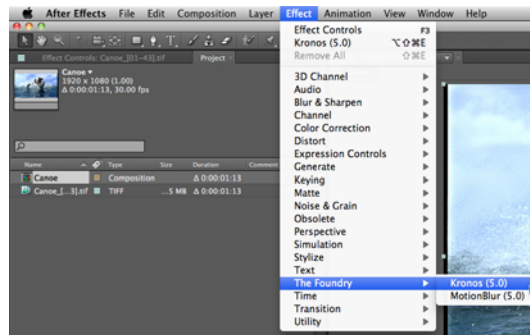 After Effects File Edit Composition Layer Effect Animation View Window Help
Effect Controls: Canoe_[01-43].tif Project
Canoe
1920 x 1080 (1.00)
Δ 0:00:01:13, 30.00 fps
Name Type Size Duration Comment
Canoe Composition Δ 0:00:01:13
Canoe_[...3].tif TIFF ...5 MB Δ 0:00:01:13
Effect Controls F3
Kronos (5.0) ⌥⇧⌘E
Remove All ⇧⌘E
3D Channel
Audio
Blur & Sharpen
Channel
Color Correction
Distort
Expression Controls
Generate
Keying
Matte
Noise & Grain
Obsolete
Perspective
Simulation
Stylize
Text
The Foundry
Time
Transition
Utility
Kronos (5.0)
MotionBlur (5.0)